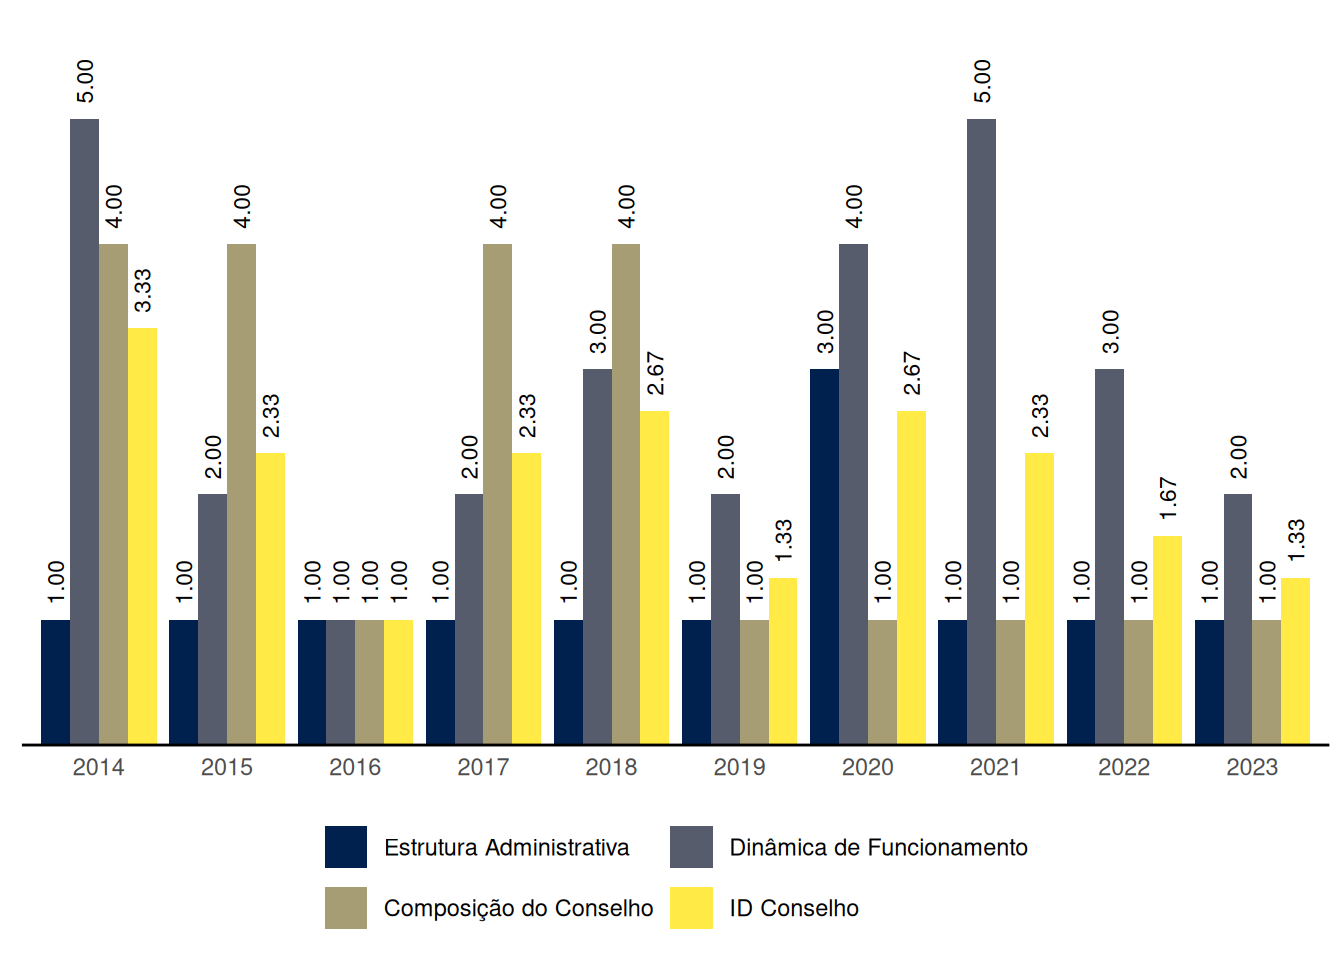 1.00 5.00 4.00 3.33
1.00 2.00 4.00 2.33
1.00 1.00 1.00 1.00
1.00 2.00 4.00 2.33
1.00 3.00 4.00 2.67
1.00 2.00 1.00 1.33
3.00 4.00 1.00 2.67
1.00 5.00 1.00 2.33
1.00 3.00 1.00 1.67
1.00 2.00 1.00 1.33
2014 2015 2016 2017 2018 2019 2020 2021 2022 2023
Estrutura Administrativa Dinâmica de Funcionamento
Composição do Conselho ID Conselho